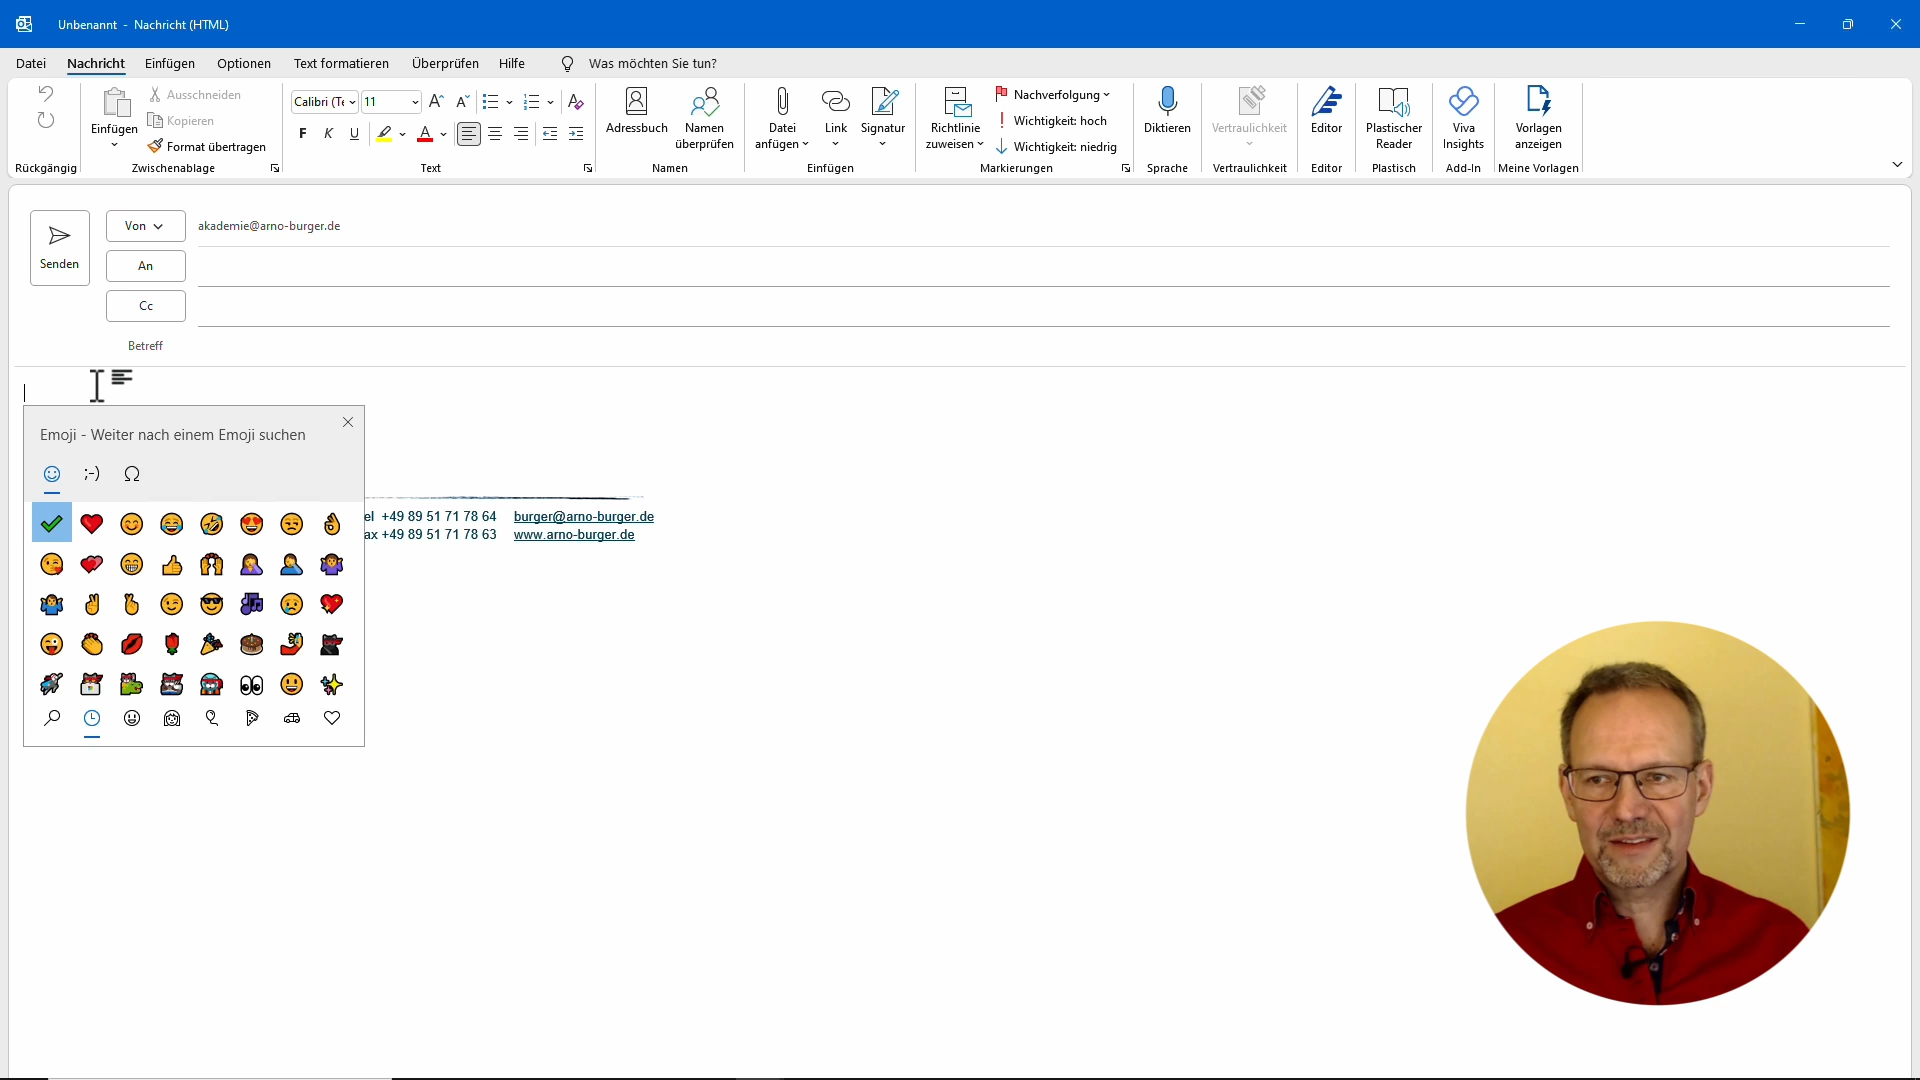 Unbenannt - Nachricht (HTML)
Datei Nachricht Einfügen Optionen Text formatieren Überprüfen Hilfe Was möchten Sie tun?
Einfügen
Ausschneiden
Kopieren
Format übertragen
Calibri (Te 11
F K U
Adressbuch
Namen
überprüfen
Datei
anfügen
Link
Signatur
Richtlinie
zuweisen
Nachverfolgung
Wichtigkeit: hoch
Wichtigkeit: niedrig
Diktieren
Vertraulichkeit
Editor
Plastischer
Reader
Viva
Insights
Vorlagen
anzeigen
Rückgängig Zwischenablage Text Namen Einfügen Markierungen Sprache Vertraulichkeit Editor Plastisch Add-In Meine Vorlagen
Senden
Von akademie@arno-burger.de
An
Cc
Betreff
Emoji - Weiter nach einem Emoji suchen
;-) Ω
el +49 89 51 71 78 64 burger@arno-burger.de
ax +49 89 51 71 78 63 www.arno-burger.de